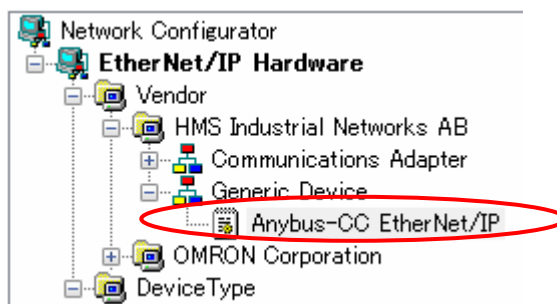 Network Configurator
EtherNet/IP Hardware
Vendor
HMS Industrial Networks AB
Communications Adapter
Generic Device
Anybus-CC EtherNet/IP
OMRON Corporation
DeviceType